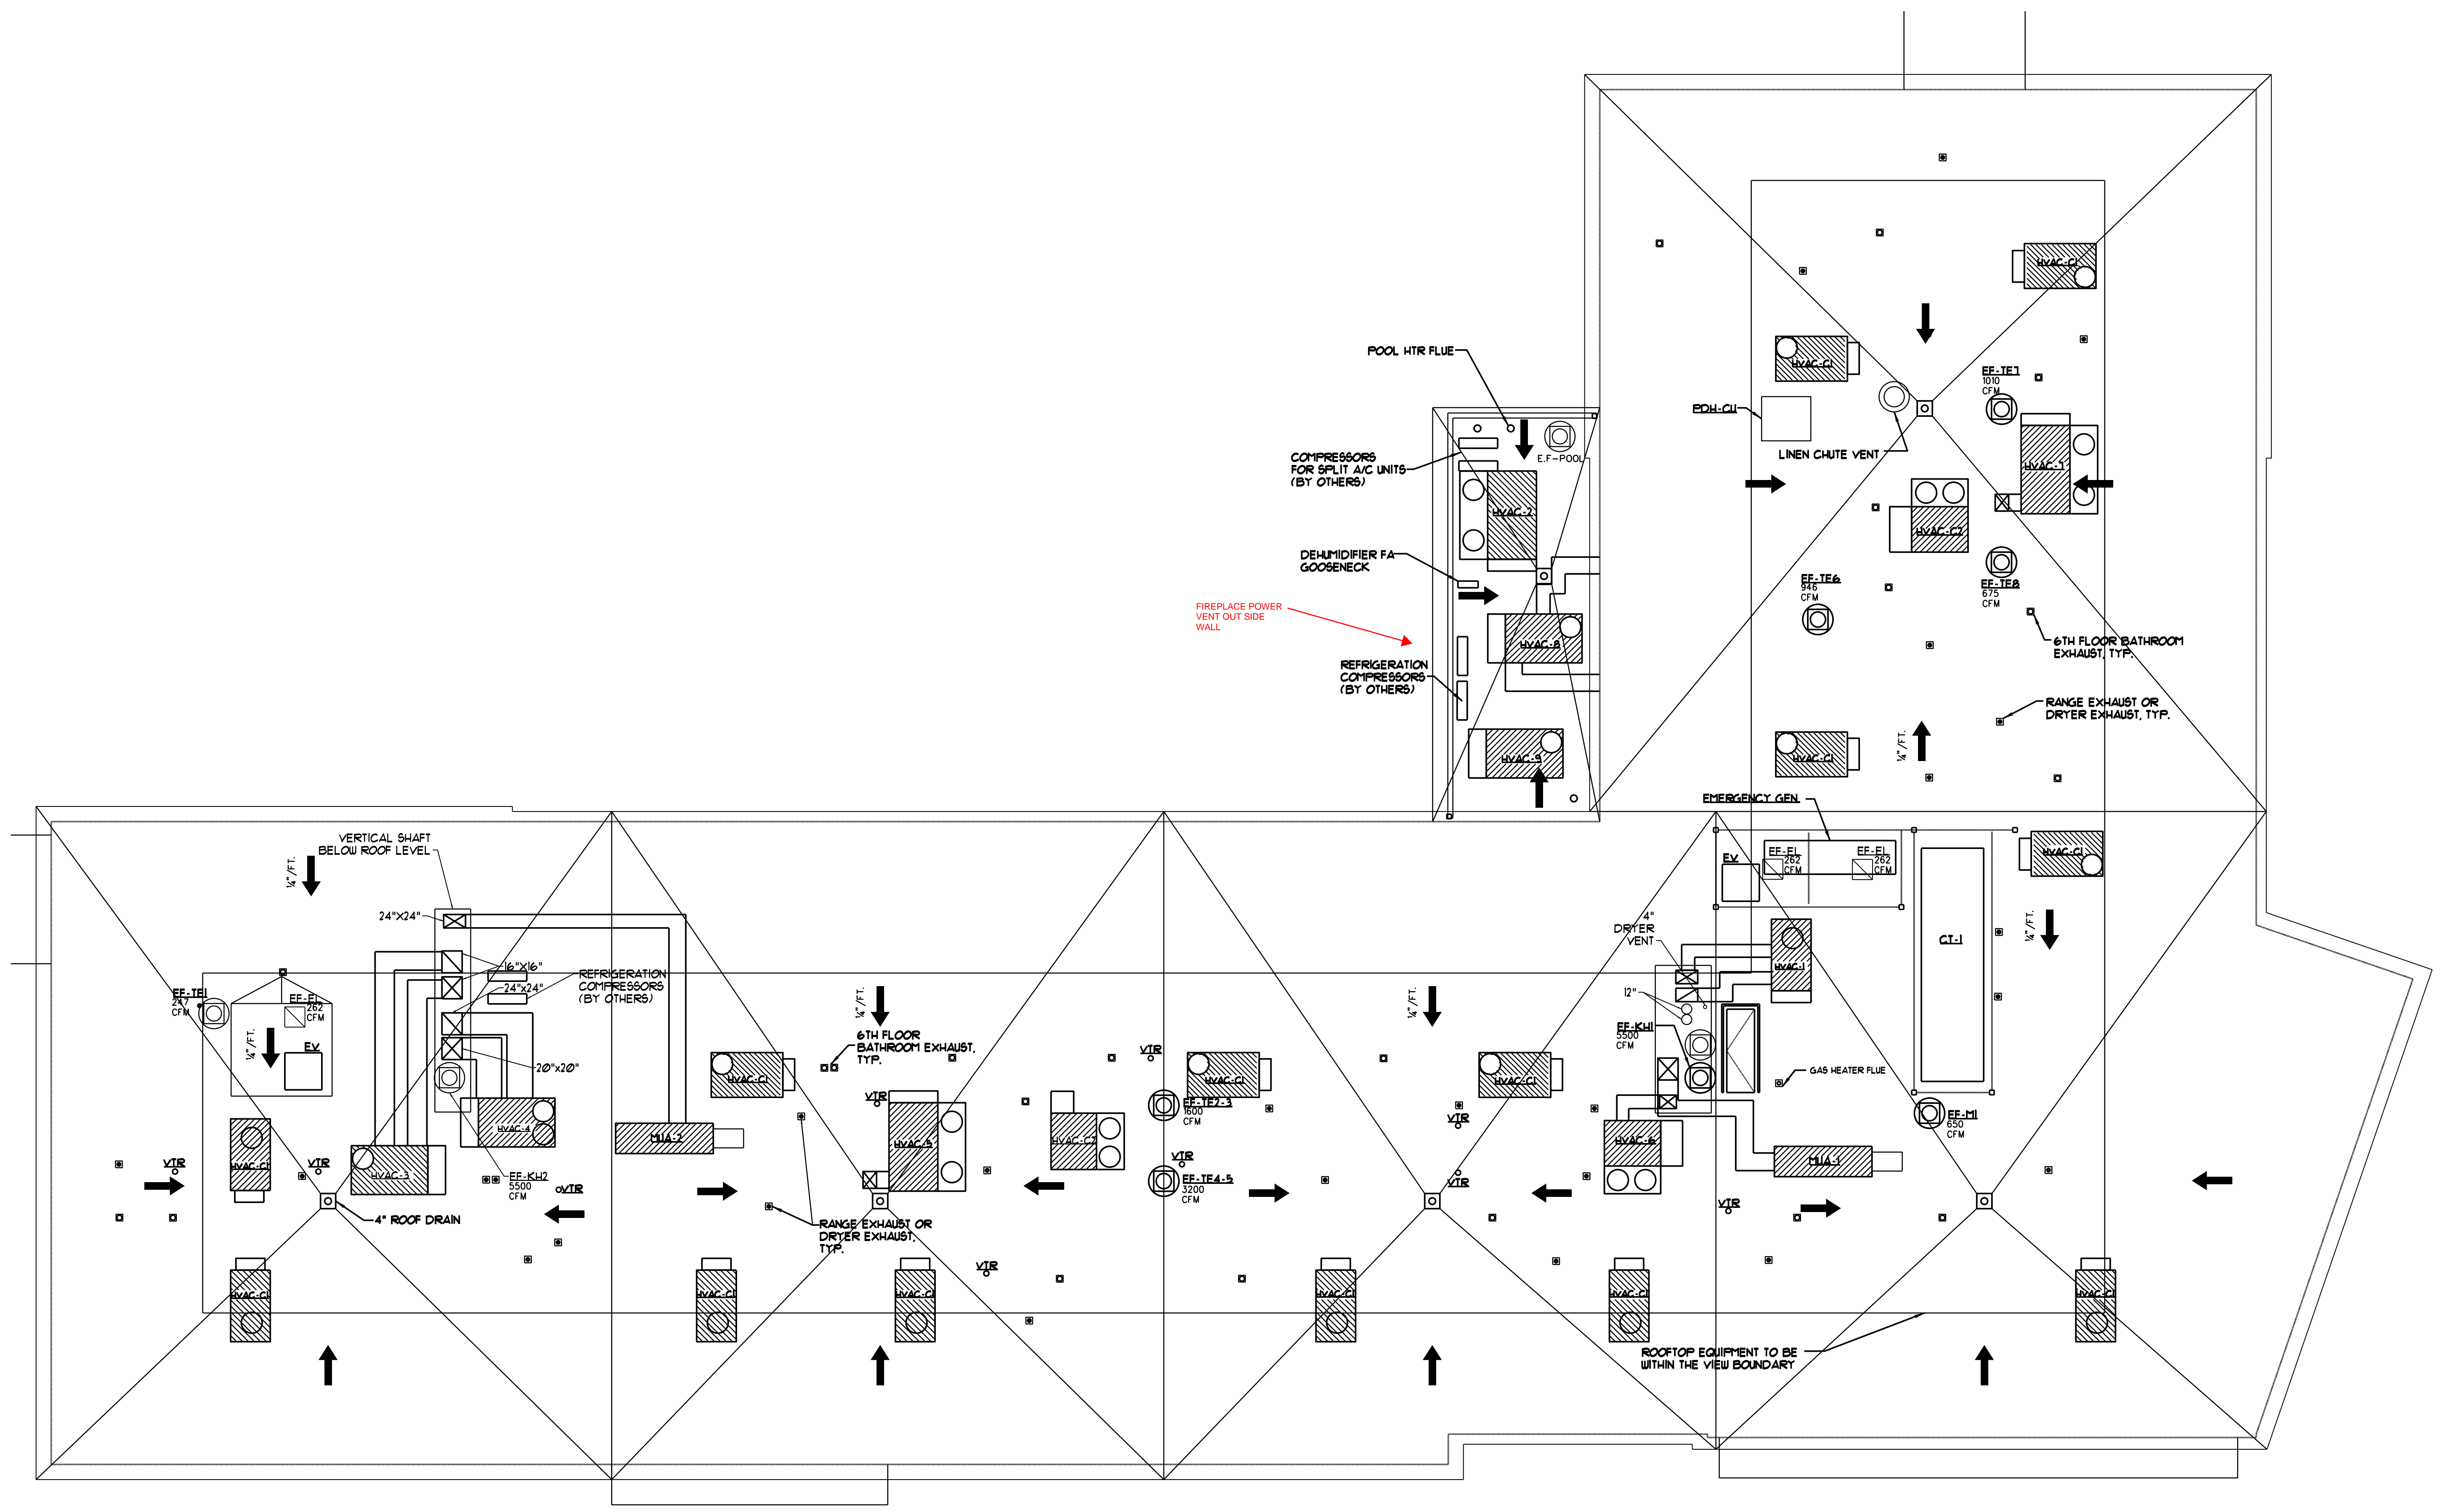 HVAC-C1
POOL HTR FLUE
HVAC-C1
EF-TE7
1010
CFM
PDH-CU
LINEN CHUTE VENT
COMPRESSORS
FOR SPLIT A/C UNITS
(BY OTHERS)
E.F-POOL
HVAC-7
HVAC-2
HVAC-C2
DEHUMIDIFIER FA
GOOSENECK
EF-TE6
946
CFM
EF-TE8
675
CFM
FIREPLACE POWER
VENT OUT SIDE
WALL
HVAC-8
6TH FLOOR BATHROOM
EXHAUST, TYP.
REFRIGERATION
COMPRESSORS
(BY OTHERS)
RANGE EXHAUST OR
DRYER EXHAUST, TYP.
1/4"/FT.
HVAC-9
HVAC-C1
EMERGENCY GEN.
VERTICAL SHAFT
BELOW ROOF LEVEL
1/4"/FT.
EV
EF-EL
262
CFM
EF-EL
262
CFM
HVAC-C1
24"X24"
4"
DRYER
VENT
1/4"/FT.
CT-1
16"X16"
REFRIGERATION
COMPRESSORS
(BY OTHERS)
24"x24"
HVAC-1
EF-TE1
247
CFM
EF-EL
262
CFM
1/4"/FT.
EV
1/4"/FT.
1/4"/FT.
12"
EF-KH1
5500
CFM
6TH FLOOR
BATHROOM EXHAUST,
TYP.
VTR
20"x20"
GAS HEATER FLUE
HVAC-C1
HVAC-C1
HVAC-C1
VTR
EF-TE2-3
1600
CFM
VTR
EF-M1
650
CFM
HVAC-4
MUA-2
HVAC-5
HVAC-C2
HVAC-6
MUA-1
VTR
HVAC-C1
VTR
VTR
HVAC-3
EF-KH2
5500
CFM
VTR
EF-TE4-5
3200
CFM
VTR
VTR
4" ROOF DRAIN
RANGE EXHAUST OR
DRYER EXHAUST,
TYP.
VTR
HVAC-C1
HVAC-C1
HVAC-C1
HVAC-C1
HVAC-C1
HVAC-C1
ROOFTOP EQUIPMENT TO BE
WITHIN THE VIEW BOUNDARY